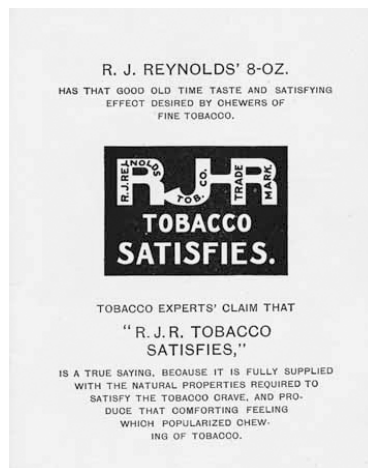 R. J. REYNOLDS' 8-OZ.
HAS THAT GOOD OLD TIME TASTE AND SATISFYING
EFFECT DESIRED BY CHEWERS OF
FINE TOBACCO.
R.J.REYNOLDS TOB. CO. TRADE MARK.
RJR
TOBACCO
SATISFIES.
TOBACCO EXPERTS' CLAIM THAT
"R. J. R. TOBACCO
SATISFIES,"
IS A TRUE SAYING, BECAUSE IT IS FULLY SUPPLIED
WITH THE NATURAL PROPERTIES REQUIRED TO
SATISFY THE TOBACCO CRAVE, AND PRO-
DUCE THAT COMFORTING FEELING
WHICH POPULARIZED CHEW-
ING OF TOBACCO.